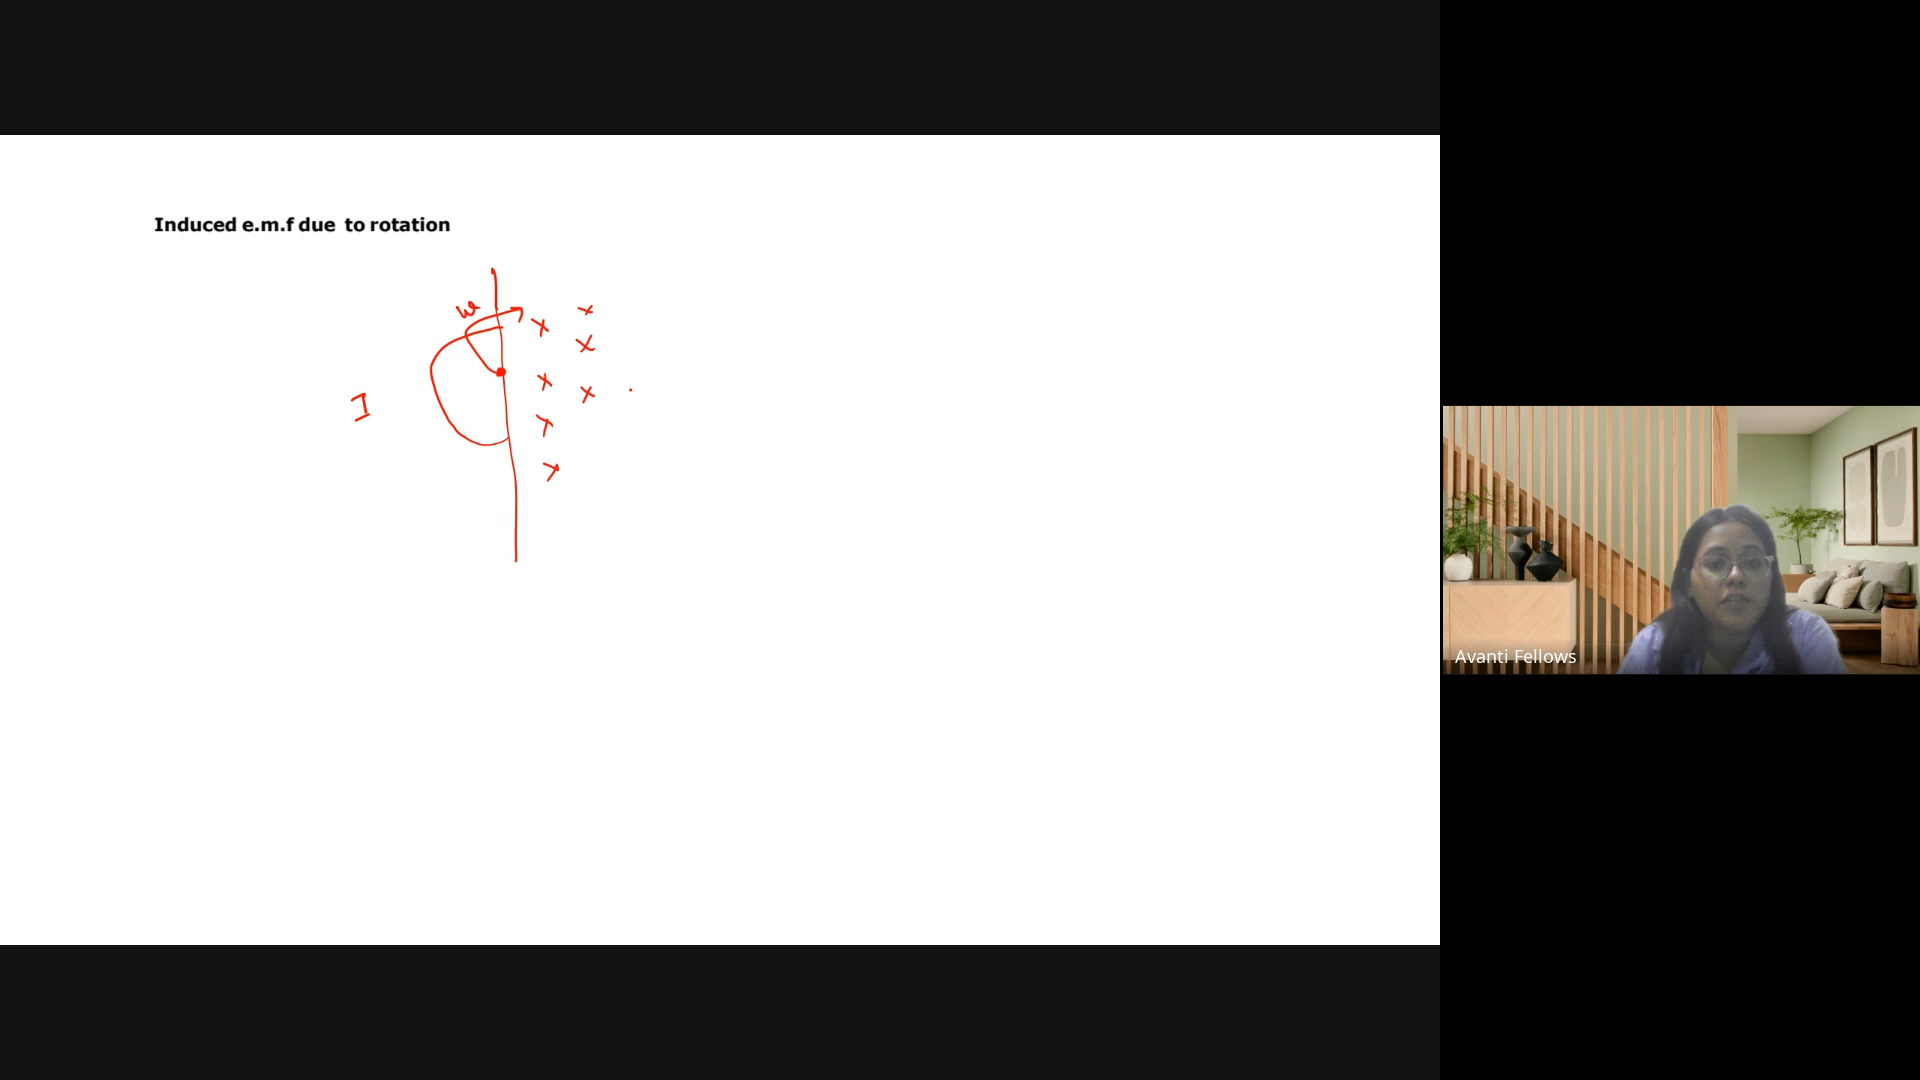 Induced e.m.f due to rotation
ω
x
x
x
x
x
x
x
x
I
Avanti Fellows